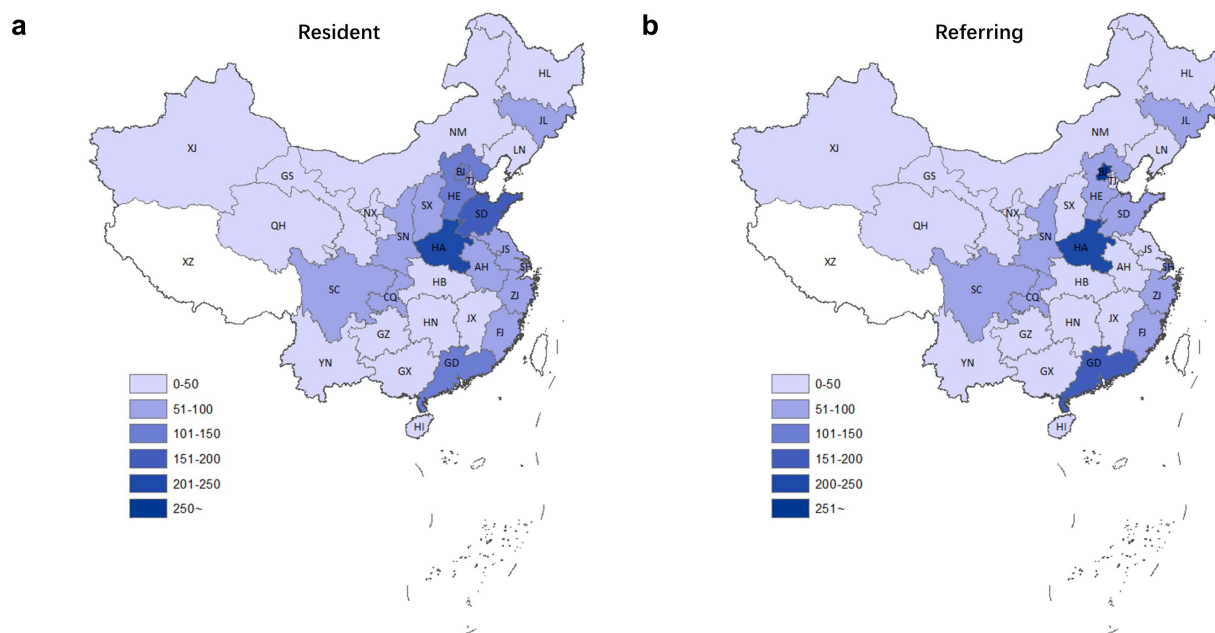 a
Resident
HL
JL
NM
LN
XJ
GS
BJ
TJ
HE
SX
SD
NX
QH
SN
HA
JS
XZ
AH
SH
HB
SC
CQ
ZJ
HN
JX
FJ
GZ
YN
GX
GD
HI
0-50
51-100
101-150
151-200
201-250
250~
b
Referring
HL
JL
NM
LN
XJ
GS
BJ
TJ
HE
SX
SD
NX
QH
SN
HA
JS
XZ
AH
SH
HB
SC
CQ
ZJ
HN
JX
FJ
GZ
YN
GX
GD
HI
0-50
51-100
101-150
151-200
200-250
251~